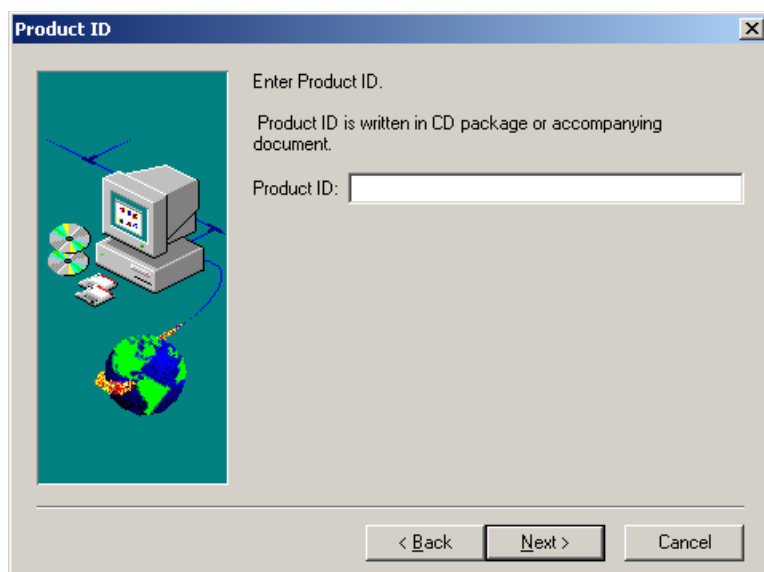 Product ID
Enter Product ID.
Product ID is written in CD package or accompanying
document.
Product ID:
< Back
Next >
Cancel